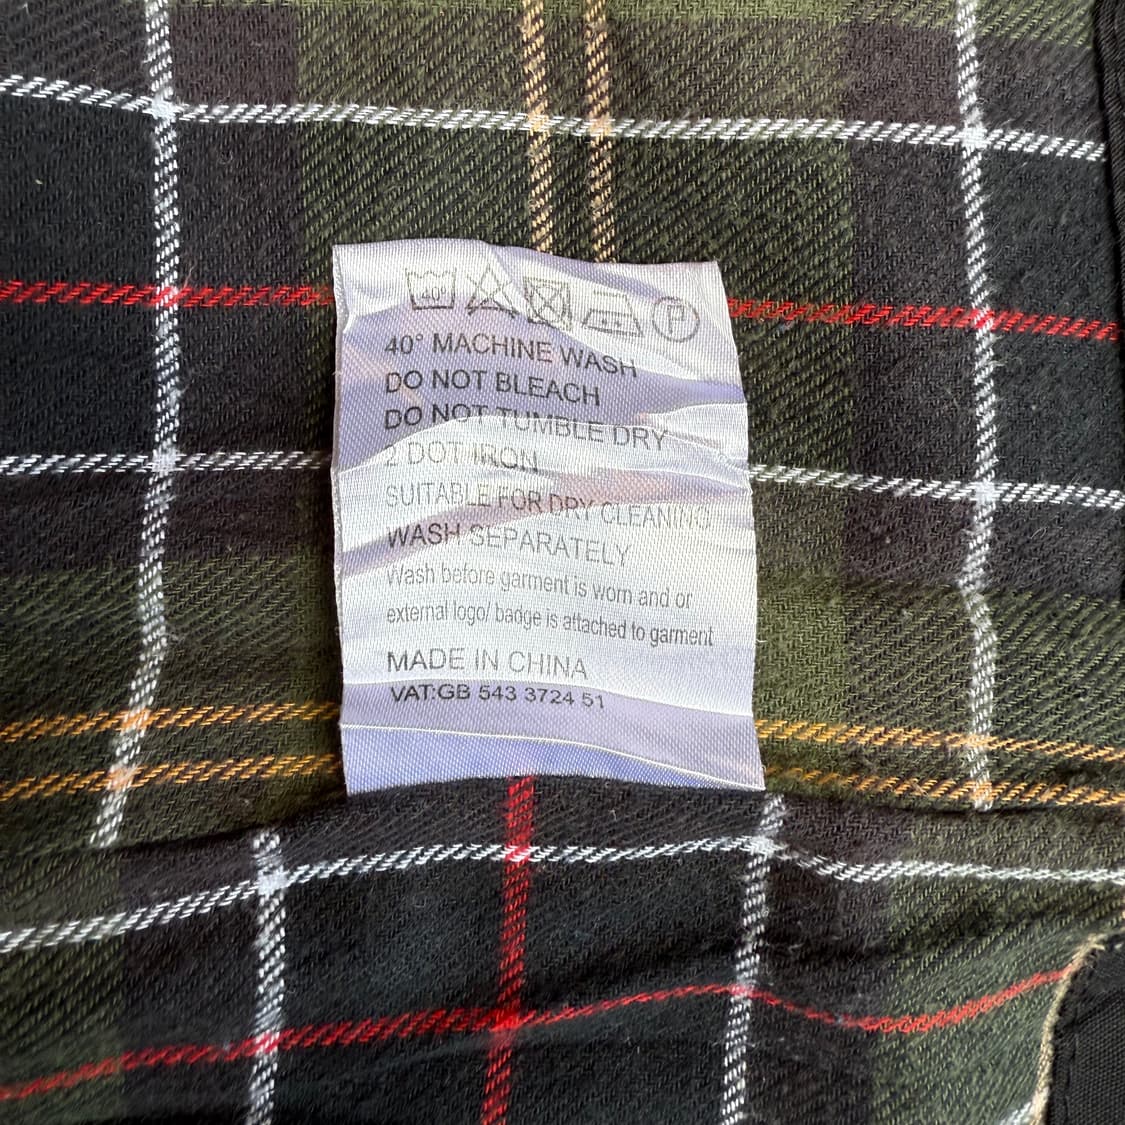 40°
P
40° MACHINE WASH
DO NOT BLEACH
DO NOT TUMBLE DRY
2 DOT IRON
SUITABLE FOR DRY CLEANING
WASH SEPARATELY
Wash before garment is worn and or
external logo/ badge is attached to garment
MADE IN CHINA
VAT:GB 543 3724 51